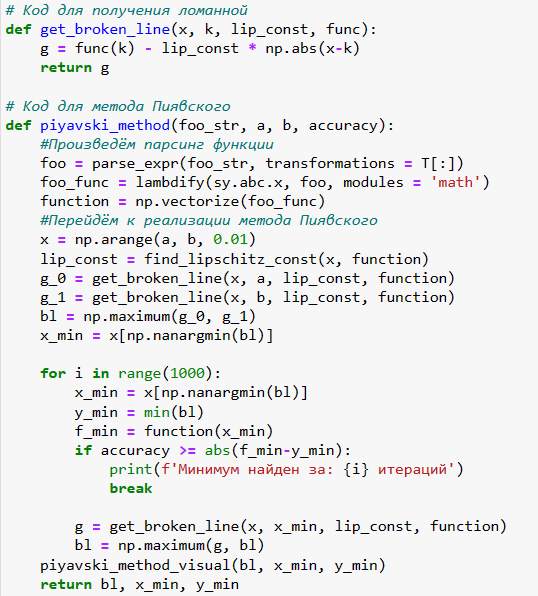 # Код для получения ломанной
def get_broken_line(x, k, lip_const, func):
    g = func(k) - lip_const * np.abs(x-k)
    return g

# Код для метода Пиявского
def piyavski_method(foo_str, a, b, accuracy):
    #Произведём парсинг функции
    foo = parse_expr(foo_str, transformations = T[:])
    foo_func = lambdify(sy.abc.x, foo, modules = 'math')
    function = np.vectorize(foo_func)
    #Перейдём к реализации метода Пиявского
    x = np.arange(a, b, 0.01)
    lip_const = find_lipschitz_const(x, function)
    g_0 = get_broken_line(x, a, lip_const, function)
    g_1 = get_broken_line(x, b, lip_const, function)
    bl = np.maximum(g_0, g_1)
    x_min = x[np.nanargmin(bl)]

    for i in range(1000):
        x_min = x[np.nanargmin(bl)]
        y_min = min(bl)
        f_min = function(x_min)
        if accuracy >= abs(f_min-y_min):
            print(f'Минимум найден за: {i} итераций')
            break

        g = get_broken_line(x, x_min, lip_const, function)
        bl = np.maximum(g, bl)
    piyavski_method_visual(bl, x_min, y_min)
    return bl, x_min, y_min